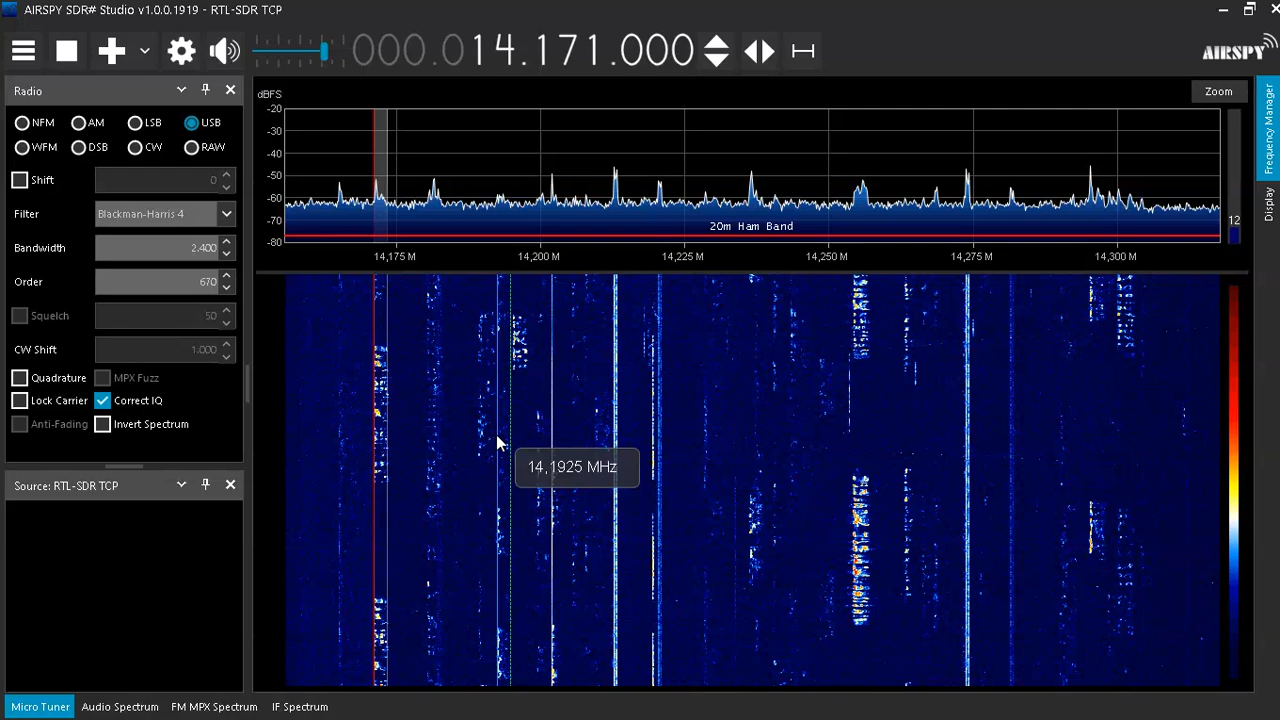 AIRSPY SDR# Studio v1.0.0.1919 - RTL-SDR TCP
000.014.171.000
AIRSPY
Radio
NFM AM LSB USB
WFM DSB CW RAW
Shift 0
Filter Blackman-Harris 4
Bandwidth 2.400
Order 670
Squelch 50
CW Shift 1.000
Quadrature MPX Fuzz
Lock Carrier Correct IQ
Anti-Fading Invert Spectrum
Source: RTL-SDR TCP
dBFS
Zoom
-20
-30
-40
-50
-60
-70
-80
12
20m Ham Band
14,175 M 14,200 M 14,225 M 14,250 M 14,275 M 14,300 M
14,1925 MHz
Frequency Manager
Display
Micro Tuner Audio Spectrum FM MPX Spectrum IF Spectrum